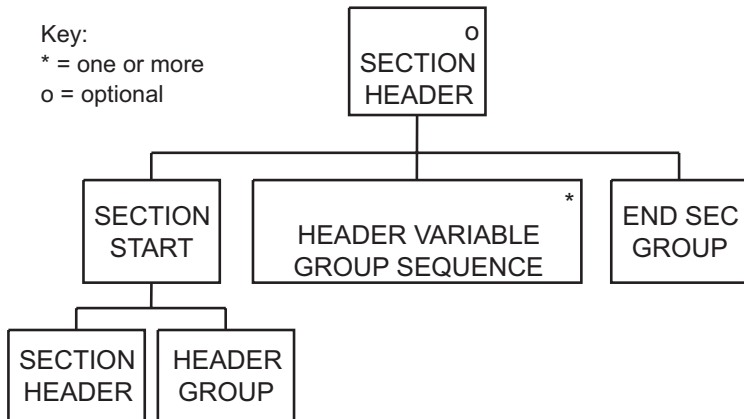 Key:
* = one or more
o = optional
o
SECTION
HEADER
SECTION
START
*
HEADER VARIABLE
GROUP SEQUENCE
END SEC
GROUP
SECTION
HEADER
HEADER
GROUP